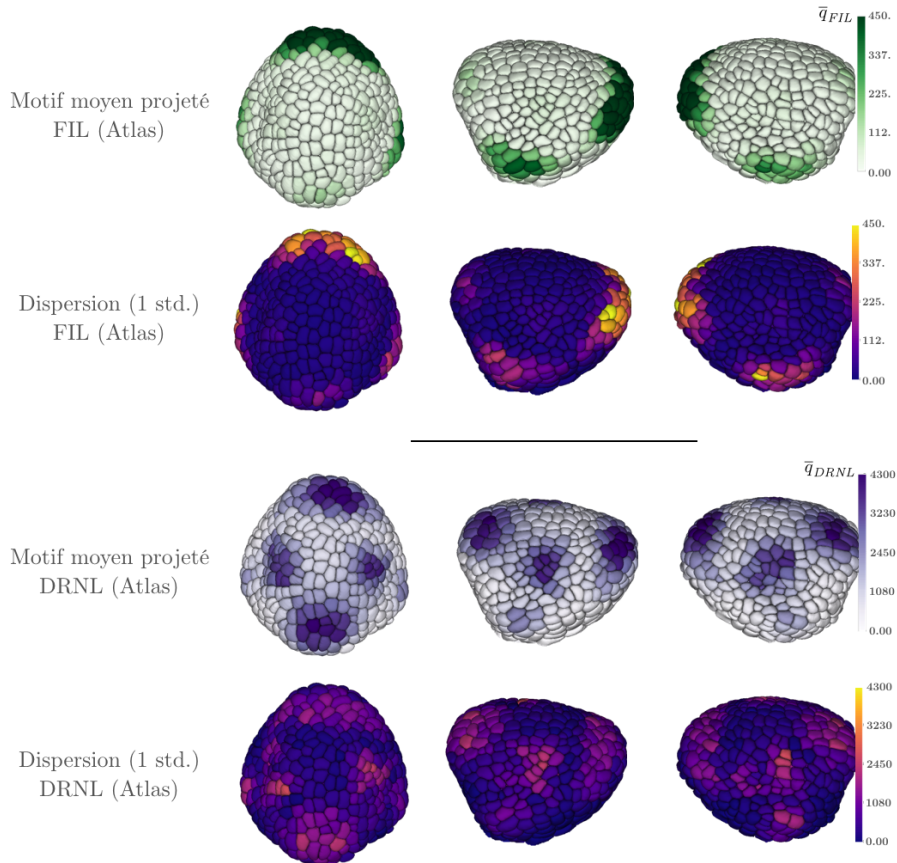 q̅_FIL
450.
337.
Motif moyen projeté
FIL (Atlas)
225
112.
0.00
450.
337.
Dispersion (1 std.)
FIL (Atlas)
225.
112.
0.00
q̅_DRNL
4300
3230
Motif moyen projeté
DRNL (Atlas)
2450
1080
0.00
4300
3230
Dispersion (1 std.)
DRNL (Atlas)
2450
1080
0.00